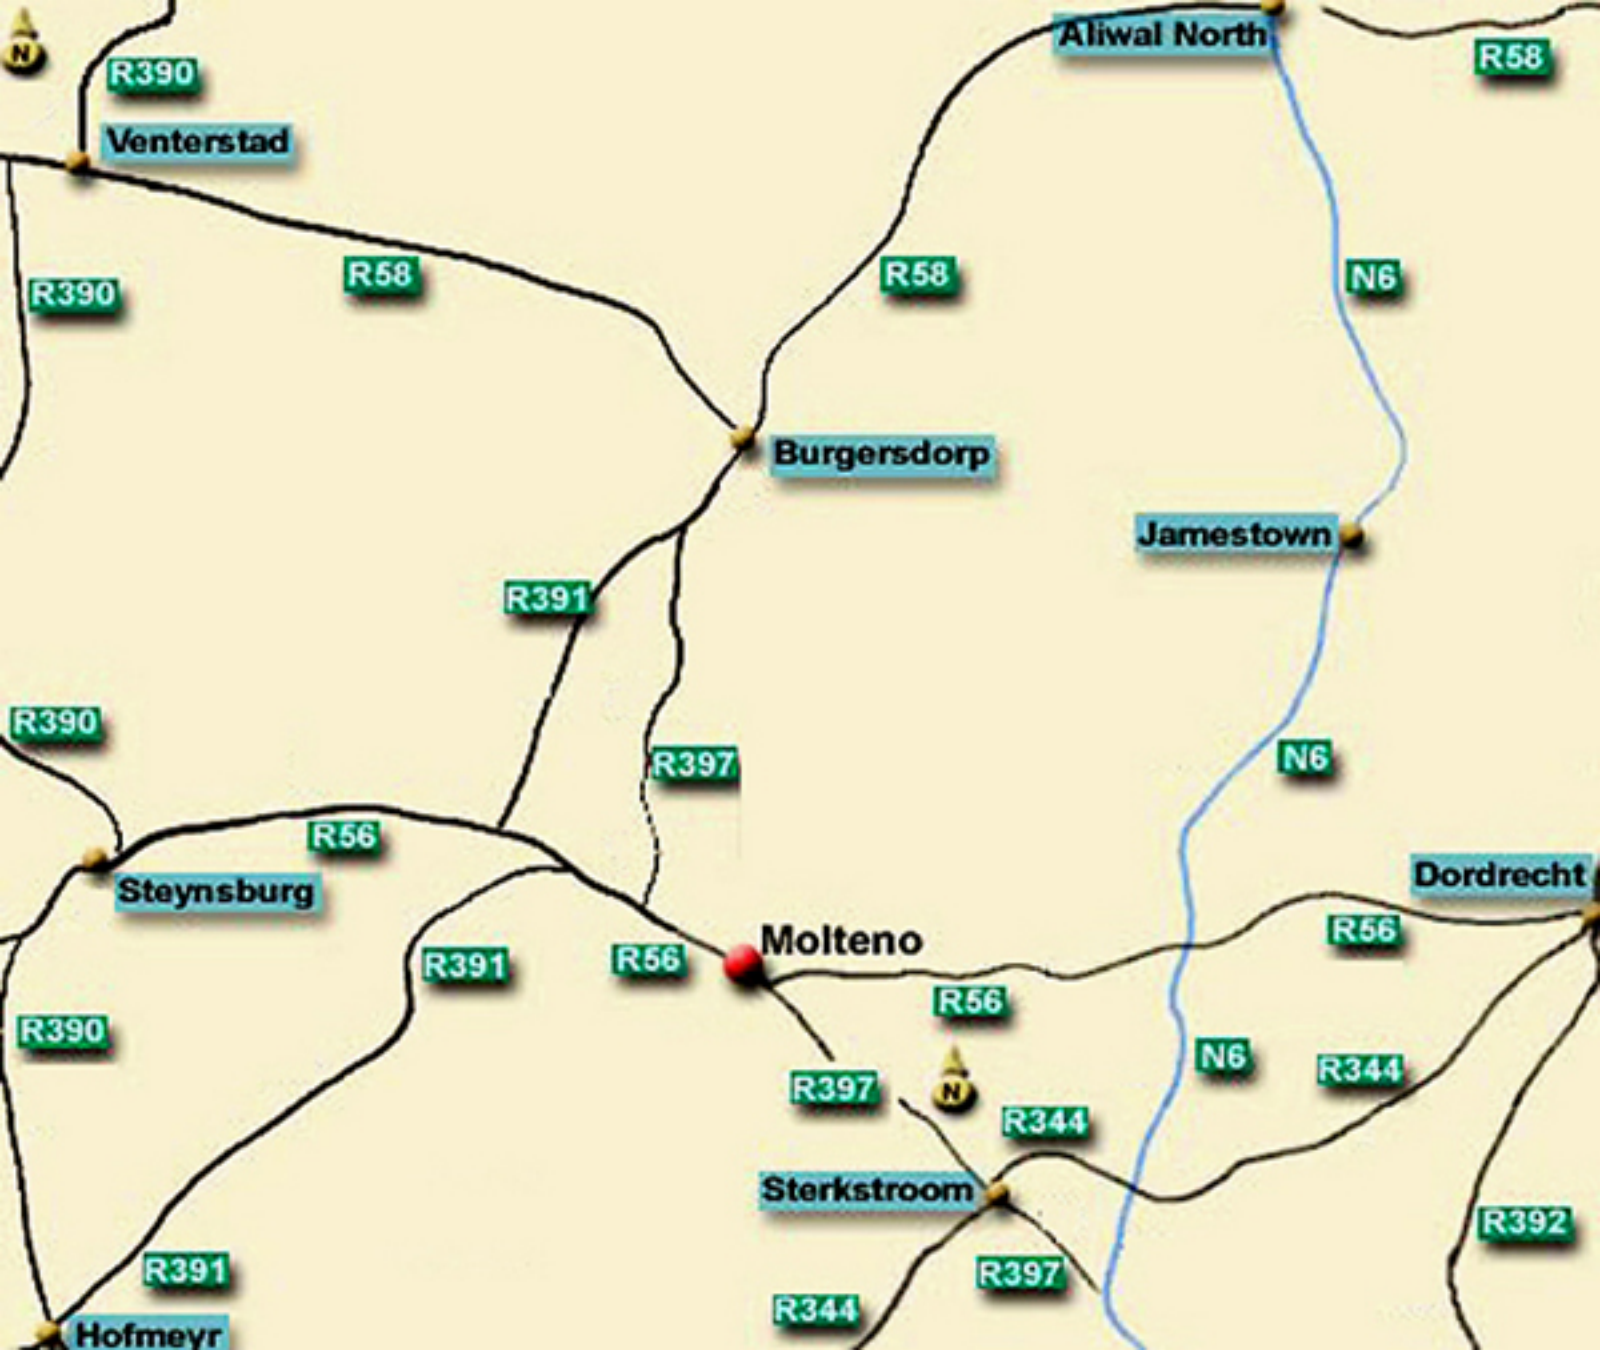 Aliwal North
N
R58
R390
Venterstad
R58
R58
N6
R390
Burgersdorp
Jamestown
R391
R390
N6
R397
R56
Dordrecht
Steynsburg
R56
Molteno
R391
R56
R56
R390
N6
R344
R397
N
R344
Sterkstroom
R392
R391
R397
R344
Hofmeyr